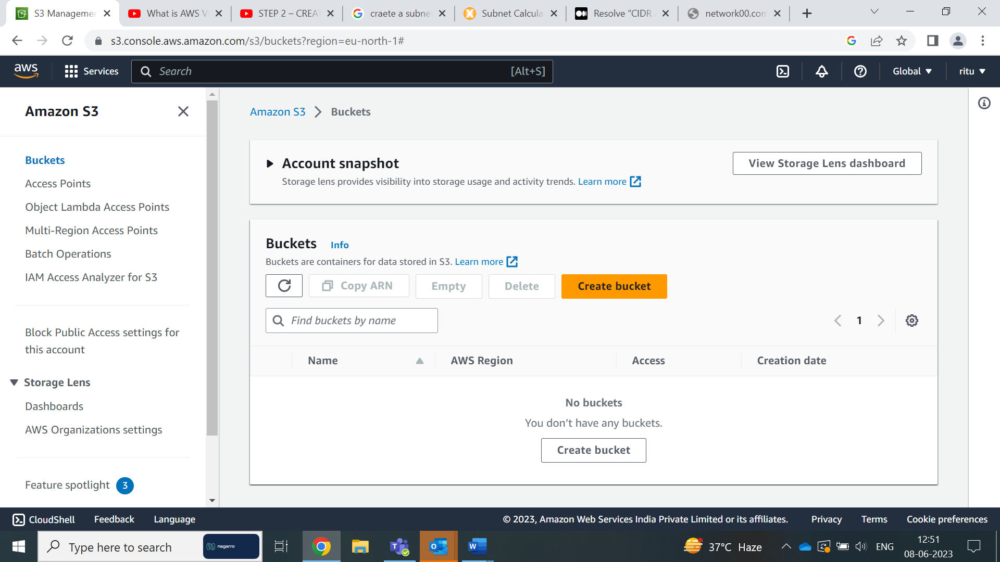 S3 Managemer
What is AWS V
STEP 2 – CREAT
craete a subne
Subnet Calcula
Resolve “CIDR
network00.con
s3.console.aws.amazon.com/s3/buckets?region=eu-north-1#
aws
Services
Search
[Alt+S]
Global
ritu
Amazon S3
Buckets
Access Points
Object Lambda Access Points
Multi-Region Access Points
Batch Operations
IAM Access Analyzer for S3
Block Public Access settings for
this account
Storage Lens
Dashboards
AWS Organizations settings
Feature spotlight 3
Amazon S3 > Buckets
Account snapshot
Storage lens provides visibility into storage usage and activity trends. Learn more
View Storage Lens dashboard
Buckets Info
Buckets are containers for data stored in S3. Learn more
Copy ARN
Empty
Delete
Create bucket
Find buckets by name
1
Name
AWS Region
Access
Creation date
No buckets
You don’t have any buckets.
Create bucket
CloudShell
Feedback
Language
© 2023, Amazon Web Services India Private Limited or its affiliates.
Privacy
Terms
Cookie preferences
Type here to search
nagarro
37°C Haze
ENG
12:51
08-06-2023